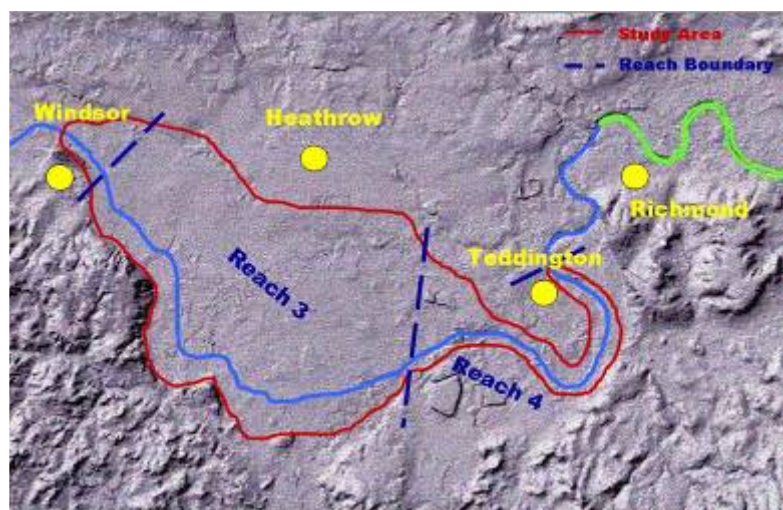 Study Area
Reach Boundary
Windsor
Heathrow
Richmond
Teddington
Reach 3
Reach 4